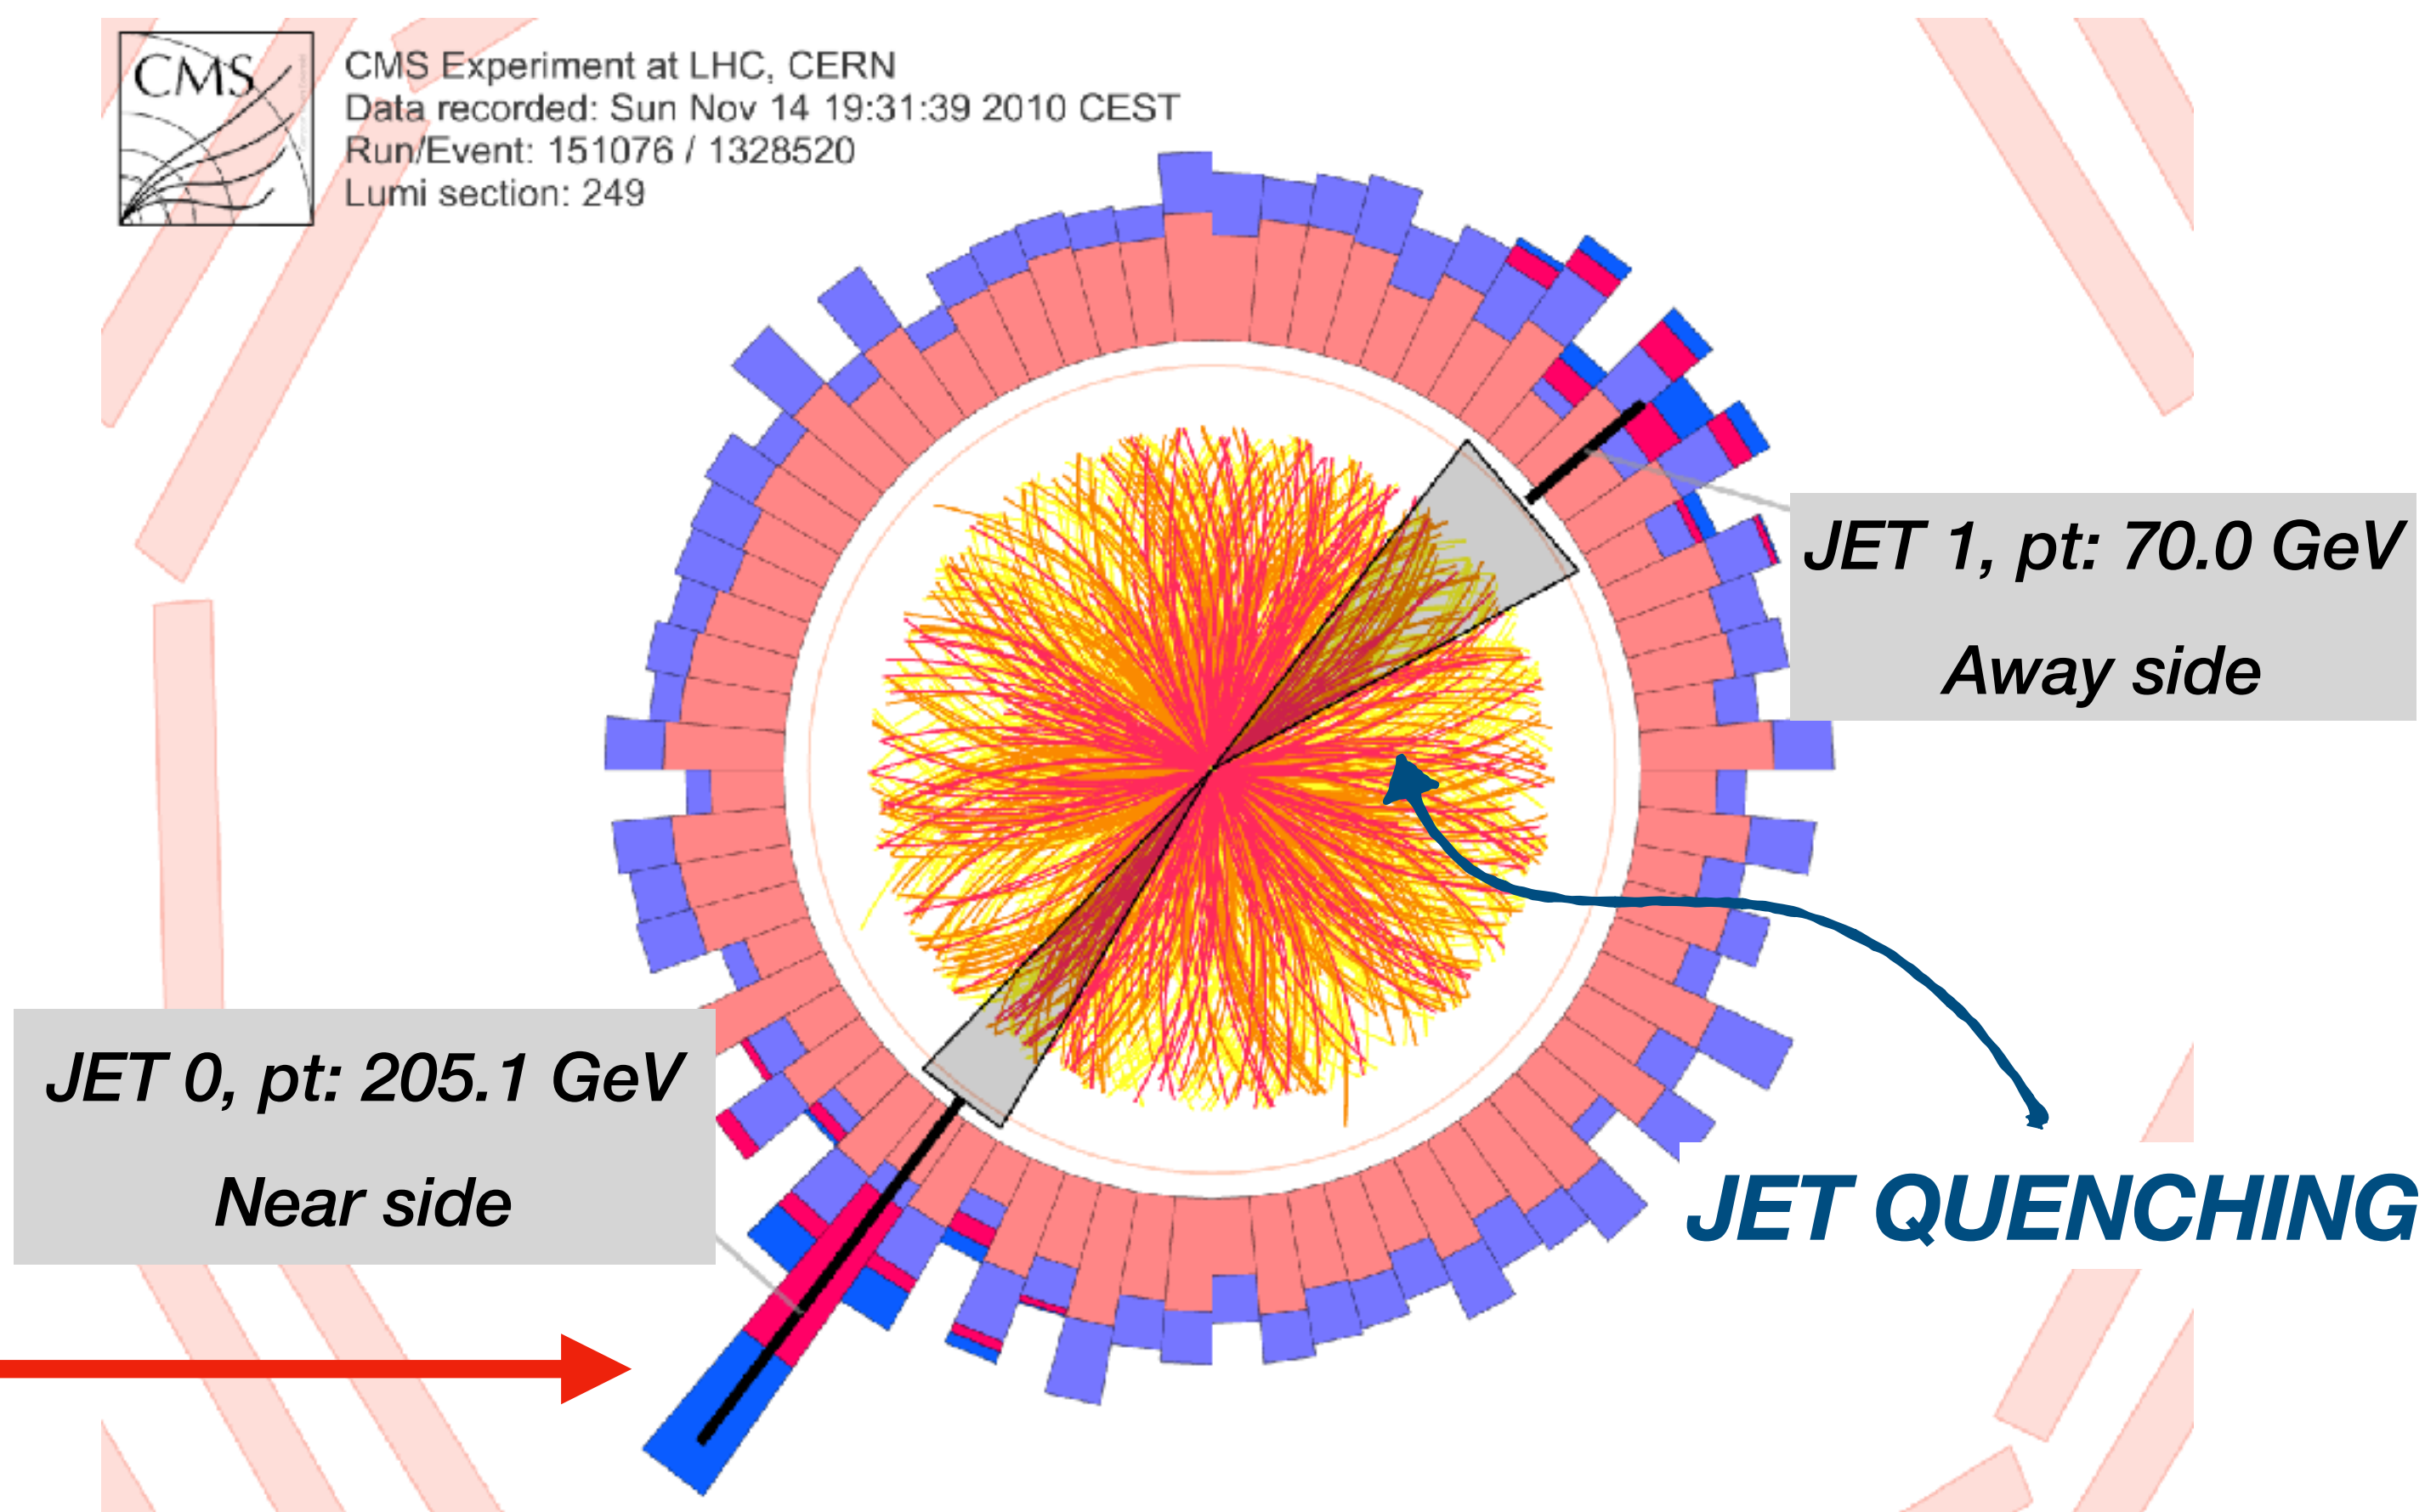 CMS
CMS Experiment at LHC, CERN
Data recorded: Sun Nov 14 19:31:39 2010 CEST
Run/Event: 151076 / 1328520
Lumi section: 249
JET 1, pt: 70.0 GeV
Away side
JET 0, pt: 205.1 GeV
Near side
JET QUENCHING